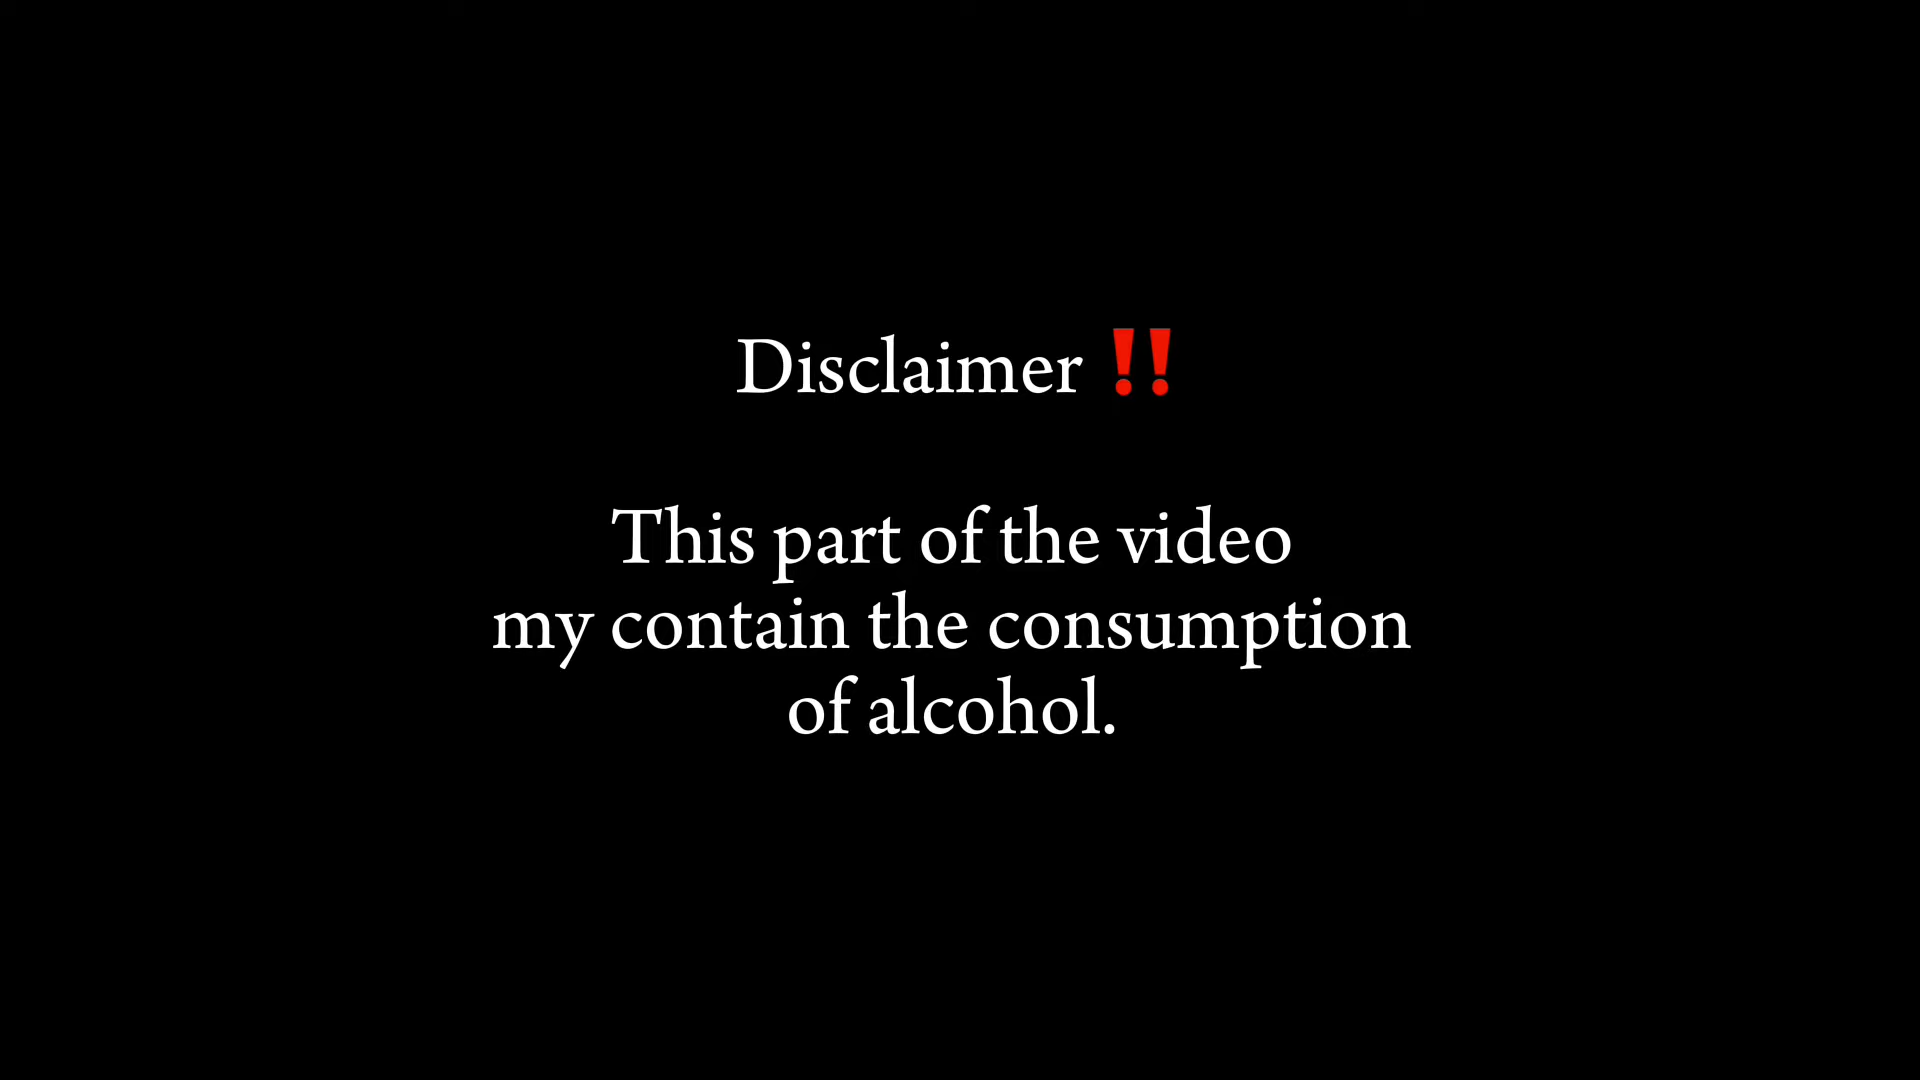 Disclaimer ‼️
This part of the video
my contain the consumption
of alcohol.